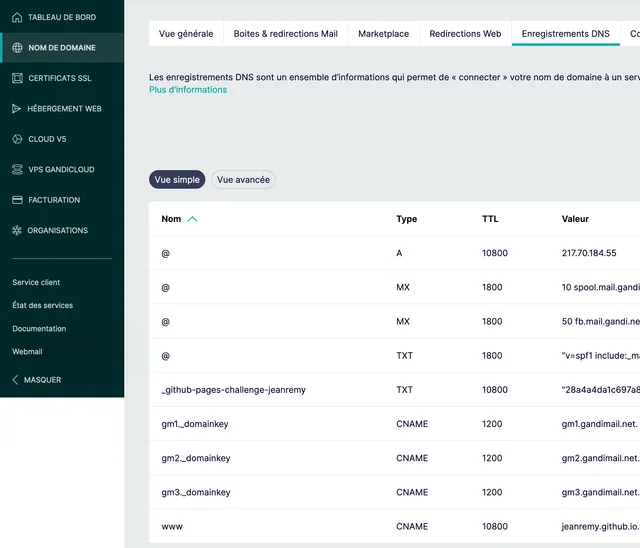 TABLEAU DE BORD
NOM DE DOMAINE
CERTIFICATS SSL
HÉBERGEMENT WEB
CLOUD V5
VPS GANDICLOUD
FACTURATION
ORGANISATIONS
Service client
État des services
Documentation
Webmail
MASQUER
Vue générale Boites & redirections Mail Marketplace Redirections Web Enregistrements DNS Co
Les enregistrements DNS sont un ensemble d'informations qui permet de « connecter » votre nom de domaine à un serv
Plus d'informations
Vue simple Vue avancée
Nom Type TTL Valeur
@ A 10800 217.70.184.55
@ MX 1800 10 spool.mail.gandi
@ MX 1800 50 fb.mail.gandi.ne
@ TXT 1800 "v=spf1 include:_ma
_github-pages-challenge-jeanremy TXT 10800 "28a4a4da1c697a8
gm1._domainkey CNAME 1200 gm1.gandimail.net.
gm2._domainkey CNAME 1200 gm2.gandimail.net.
gm3._domainkey CNAME 1200 gm3.gandimail.net.
www CNAME 10800 jeanremy.github.io.